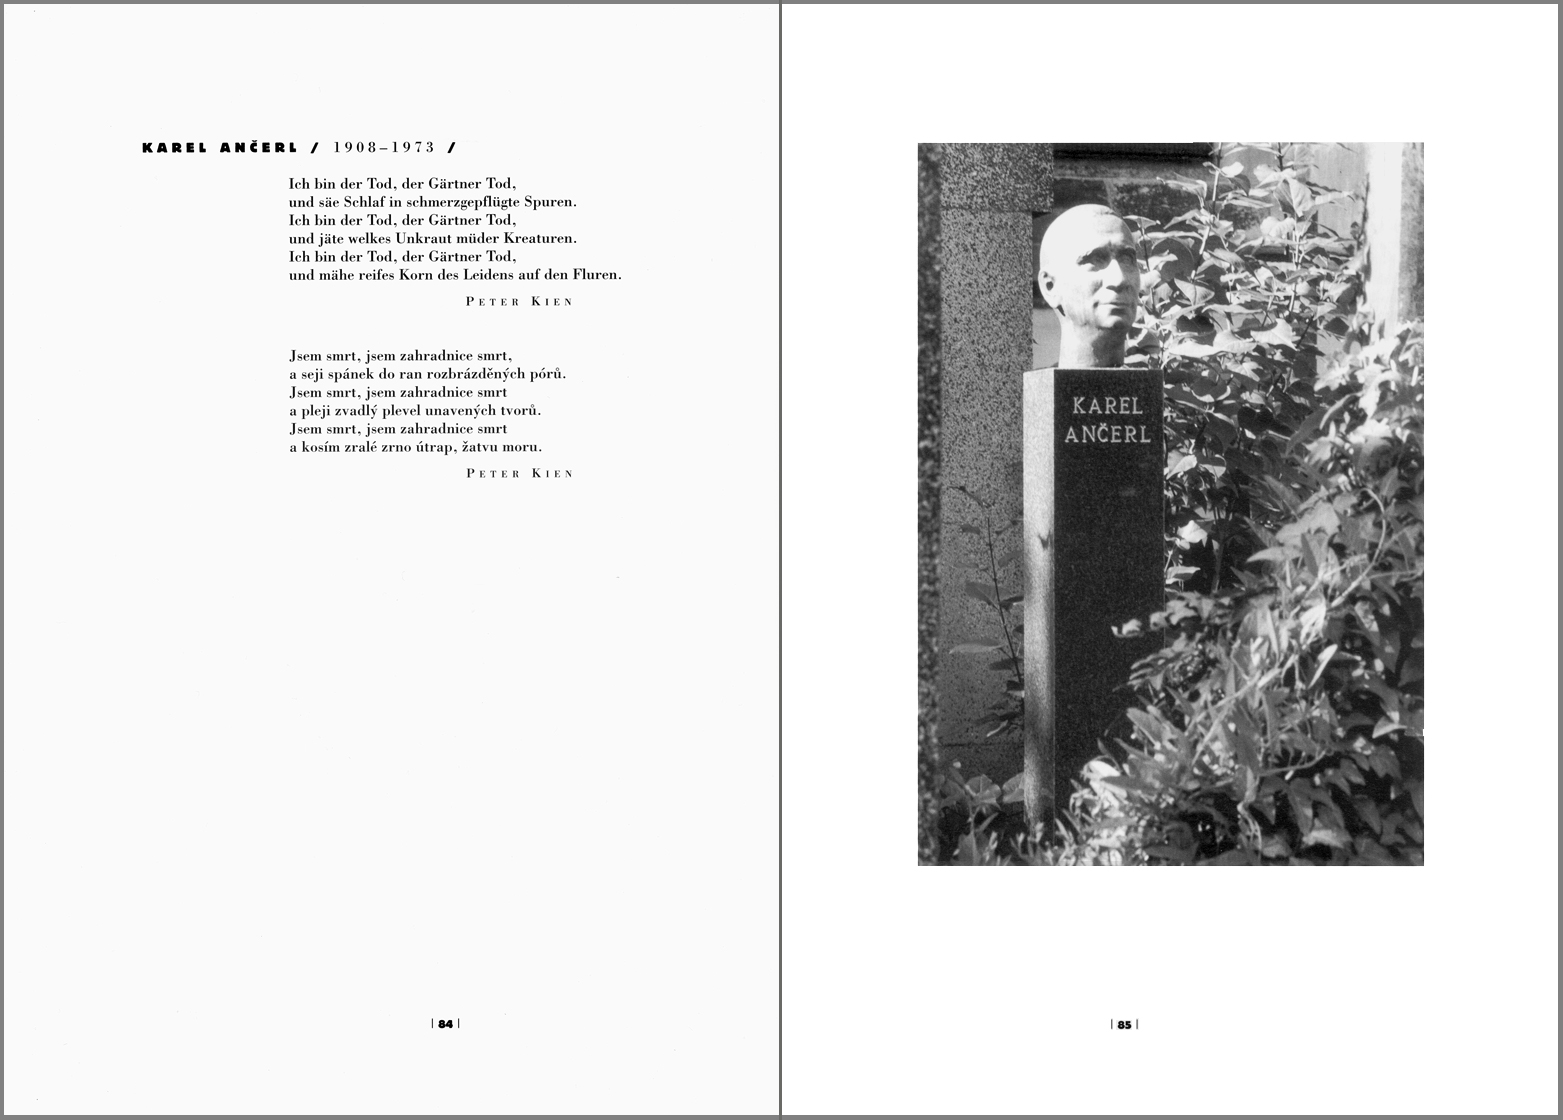 KAREL ANČERL / 1908–1973 /
Ich bin der Tod, der Gärtner Tod,
und säe Schlaf in schmerzgepflügte Spuren.
Ich bin der Tod, der Gärtner Tod,
und jäte welkes Unkraut müder Kreaturen.
Ich bin der Tod, der Gärtner Tod,
und mähe reifes Korn des Leidens auf den Fluren.
PETER KIEN
Jsem smrt, jsem zahradnice smrt,
a seji spánek do ran rozbrázděných pórů.
Jsem smrt, jsem zahradnice smrt
a pleji zvadlý plevel unavených tvorů.
Jsem smrt, jsem zahradnice smrt
a kosím zralé zrno útrap, žatvu moru.
PETER KIEN
| 84 |
KAREL
ANČERL
| 85 |